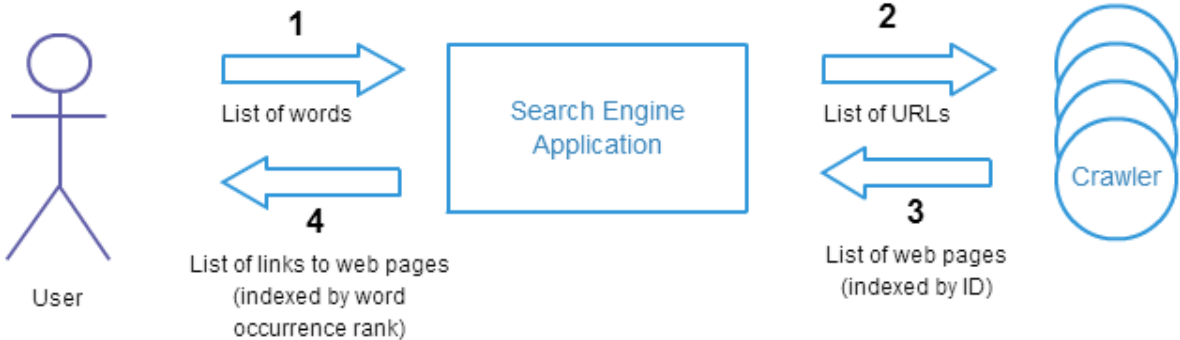 1
2
List of words
Search Engine
Application
List of URLs
Crawler
4
3
List of links to web pages
(indexed by word
occurrence rank)
List of web pages
(indexed by ID)
User